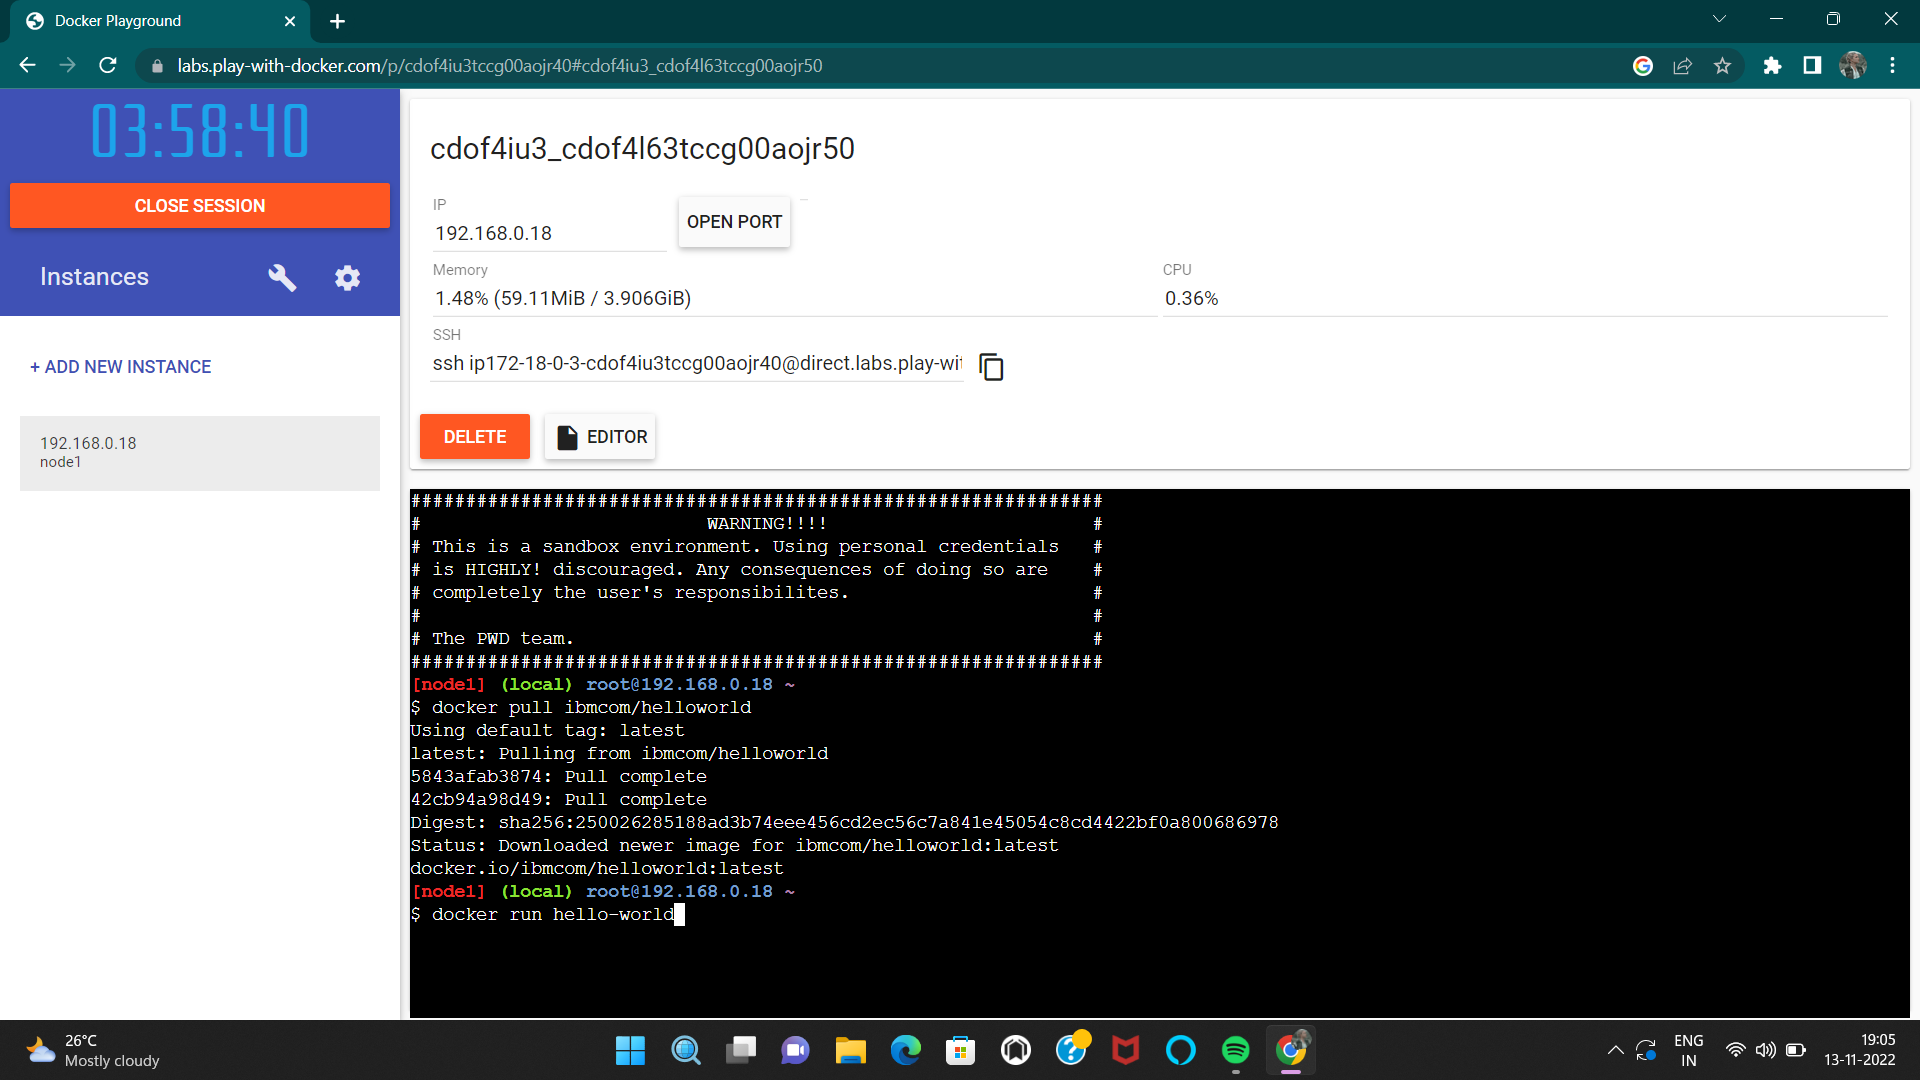 Docker Playground
labs.play-with-docker.com/p/cdof4iu3tccg00aojr40#cdof4iu3_cdof4l63tccg00aojr50
03:58:40
CLOSE SESSION
Instances
+ ADD NEW INSTANCE
192.168.0.18
node1
cdof4iu3_cdof4l63tccg00aojr50
IP
192.168.0.18
OPEN PORT
Memory
1.48% (59.11MiB / 3.906GiB)
CPU
0.36%
SSH
ssh ip172-18-0-3-cdof4iu3tccg00aojr40@direct.labs.play-wit
DELETE
EDITOR
###############################################################
#                          WARNING!!!!                        #
# This is a sandbox environment. Using personal credentials   #
# is HIGHLY! discouraged. Any consequences of doing so are    #
# completely the user's responsibilites.                      #
#                                                             #
# The PWD team.                                               #
###############################################################
[node1] (local) root@192.168.0.18 ~
$ docker pull ibmcom/helloworld
Using default tag: latest
latest: Pulling from ibmcom/helloworld
5843afab3874: Pull complete
42cb94a98d49: Pull complete
Digest: sha256:250026285188ad3b74eee456cd2ec56c7a841e45054c8cd4422bf0a800686978
Status: Downloaded newer image for ibmcom/helloworld:latest
docker.io/ibmcom/helloworld:latest
[node1] (local) root@192.168.0.18 ~
$ docker run hello-world
26°C
Mostly cloudy
ENG
IN
19:05
13-11-2022